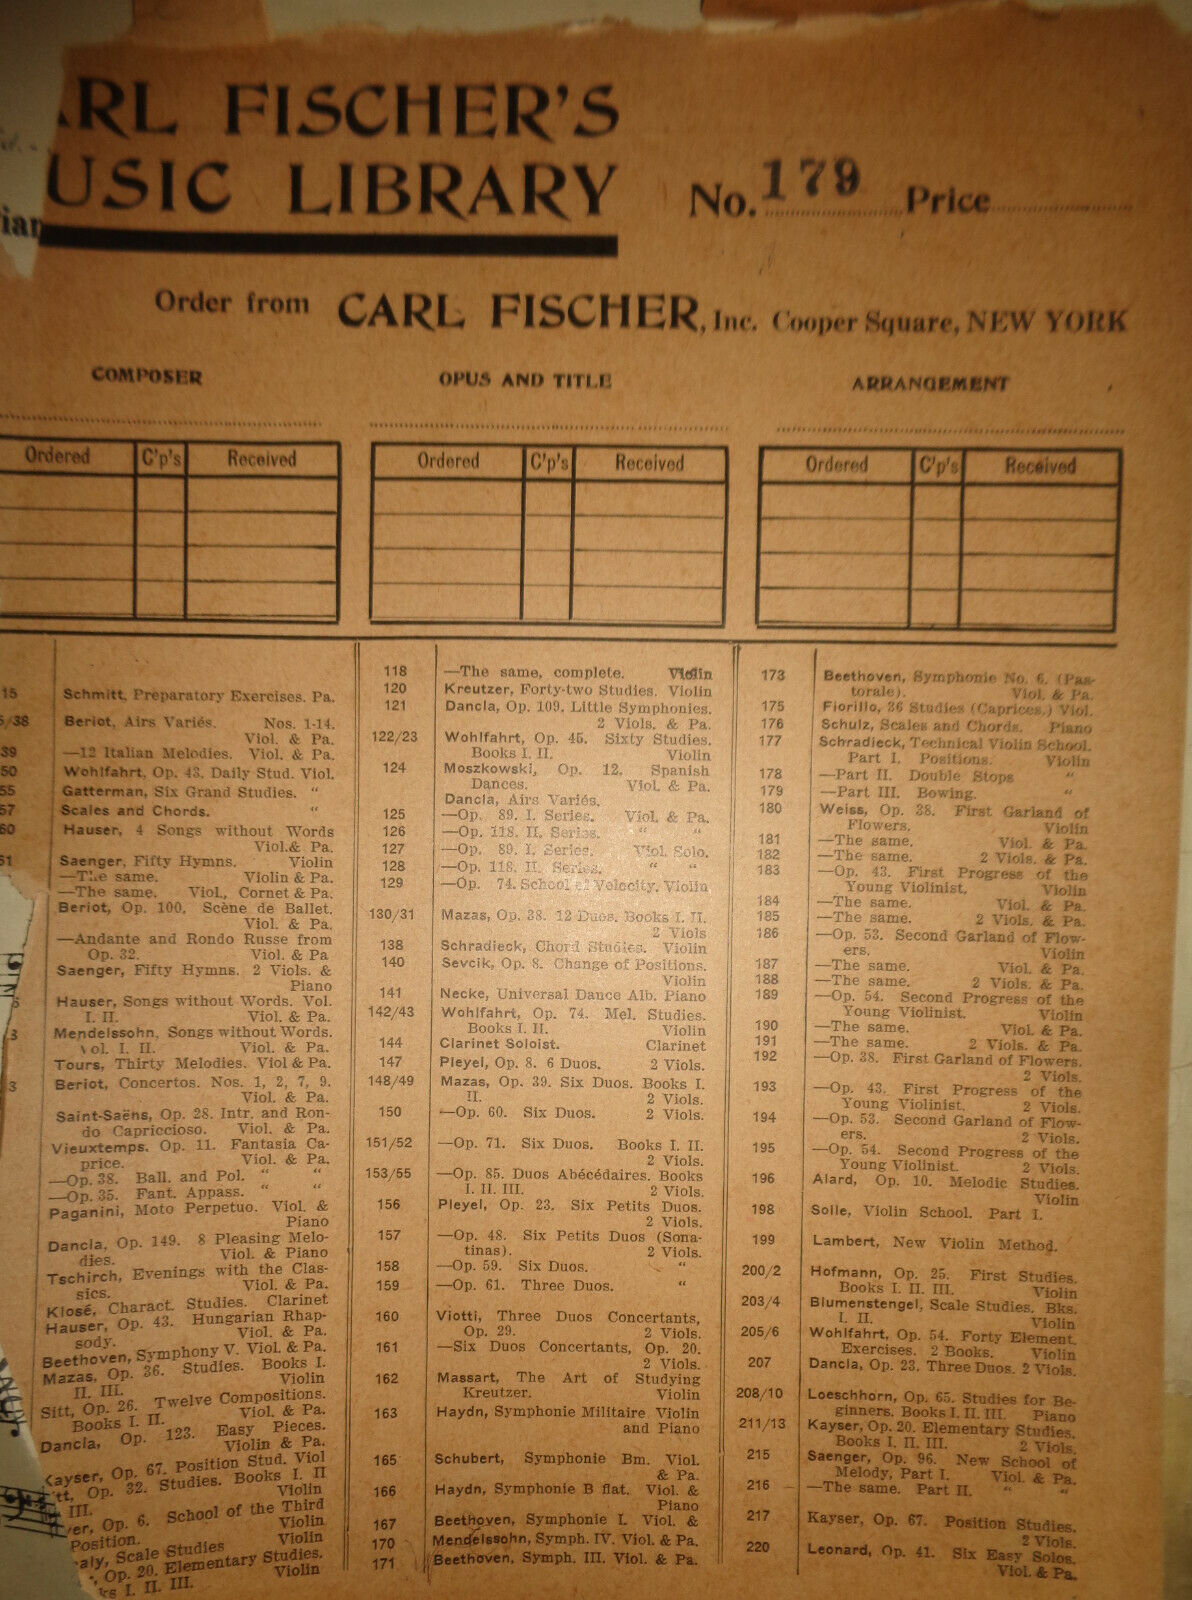 ARL FISCHER'S
USIC LIBRARY No. 179 Price
Order from CARL FISCHER, Inc. Cooper Square, NEW YORK
COMPOSER OPUS AND TITLE ARRANGEMENT
Ordered C'p's Received Ordered C'p's Received Ordered C'p's Received
15 Schmitt, Preparatory Exercises. Pa.
/38 Beriot, Airs Variés. Nos. 1-14.
Viol. & Pa.
39 —12 Italian Melodies. Viol. & Pa.
50 Wohlfahrt, Op. 43. Daily Stud. Viol.
55 Gatterman, Six Grand Studies. "
57 Scales and Chords. "
60 Hauser, 4 Songs without Words
Viol.& Pa.
61 Saenger, Fifty Hymns. Violin
—The same. Violin & Pa.
—The same. Viol., Cornet & Pa.
Beriot, Op. 100. Scène de Ballet.
Viol. & Pa.
—Andante and Rondo Russe from
Op. 32. Viol. & Pa
Saenger, Fifty Hymns. 2 Viols. &
Piano
Hauser, Songs without Words. Vol.
I. II. Viol. & Pa.
3 Mendelssohn, Songs without Words.
Vol. I. II. Viol. & Pa.
Tours, Thirty Melodies. Viol & Pa.
3 Beriot, Concertos. Nos. 1, 2, 7, 9.
Viol. & Pa.
Saint-Saëns, Op. 28. Intr. and Ron-
do Capriccioso. Viol. & Pa.
Vieuxtemps, Op. 11. Fantasia Ca-
price. Viol. & Pa.
—Op. 38. Ball. and Pol. " "
—Op. 35. Fant. Appass. " "
Paganini, Moto Perpetuo. Viol. &
Piano
Dancla, Op. 149. 8 Pleasing Melo-
dies. Viol. & Piano
Tschirch, Evenings with the Clas-
sics. Viol. & Pa.
Klosé, Charact. Studies. Clarinet
Hauser, Op. 43. Hungarian Rhap-
sody. Viol. & Pa.
Beethoven, Symphony V. Viol. & Pa.
Mazas, Op. 36. Studies. Books I.
II. III. Violin
Sitt, Op. 26. Twelve Compositions.
Books I. II. Viol. & Pa.
Dancla, Op. 123. Easy Pieces.
Violin & Pa.
Kayser, Op. 67. Position Stud. Viol
tt, Op. 32. Studies. Books I. II
III. Violin
er, Op. 6. School of the Third
Position. Violin
aly, Scale Studies Violin
, Op. 20. Elementary Studies.
ks I. II. III. Violin
118 —The same, complete. Violin
120 Kreutzer, Forty-two Studies. Violin
121 Dancla, Op. 109. Little Symphonies.
2 Viols. & Pa.
122/23 Wohlfahrt, Op. 45. Sixty Studies.
Books I. II. Violin
124 Moszkowski, Op. 12. Spanish
Dances. Viol. & Pa.
Dancla, Airs Variés.
125 —Op. 89. I. Series. Viol. & Pa.
126 —Op. 118. II. Series. " "
127 —Op. 89. I. Series. Viol. Solo.
128 —Op. 118. II. Series. " "
129 —Op. 74. School of Velocity. Violin
130/31 Mazas, Op. 38. 12 Duos. Books I. II.
2 Viols
138 Schradieck, Chord Studies. Violin
140 Sevcik, Op. 8. Change of Positions.
Violin
141 Necke, Universal Dance Alb. Piano
142/43 Wohlfahrt, Op. 74. Mel. Studies.
Books I. II. Violin
144 Clarinet Soloist. Clarinet
147 Pleyel, Op. 8. 6 Duos. 2 Viols.
148/49 Mazas, Op. 39. Six Duos. Books I.
II. 2 Viols.
150 —Op. 60. Six Duos. 2 Viols.
151/52 —Op. 71. Six Duos. Books I. II.
2 Viols.
153/55 —Op. 85. Duos Abécédaires. Books
I. II. III. 2 Viols.
156 Pleyel, Op. 23. Six Petits Duos.
2 Viols.
157 —Op. 48. Six Petits Duos (Sona-
tinas). 2 Viols.
158 —Op. 59. Six Duos. "
159 —Op. 61. Three Duos. "
160 Viotti, Three Duos Concertants,
Op. 29. 2 Viols.
161 —Six Duos Concertants, Op. 20.
2 Viols.
162 Massart, The Art of Studying
Kreutzer. Violin
163 Haydn, Symphonie Militaire Violin
and Piano
165 Schubert, Symphonie Bm. Viol.
& Pa.
166 Haydn, Symphonie B flat. Viol. &
Piano
167 Beethoven, Symphonie I. Viol. &
170 Mendelssohn, Symph. IV. Viol. & Pa.
171 Beethoven, Symph. III. Viol. & Pa.
173 Beethoven, Symphonie No. 6. (Pas-
torale). Viol. & Pa.
175 Fiorillo, 36 Studies (Caprices.) Viol.
176 Schulz, Scales and Chords. Piano
177 Schradieck, Technical Violin School.
Part I. Positions. Violin
178 —Part II. Double Stops "
179 —Part III. Bowing. "
180 Weiss, Op. 38. First Garland of
Flowers. Violin
181 —The same. Viol. & Pa.
182 —The same. 2 Viols. & Pa.
183 —Op. 43. First Progress of the
Young Violinist. Violin
184 —The same. Viol. & Pa.
185 —The same. 2 Viols. & Pa.
186 —Op. 53. Second Garland of Flow-
ers. Violin
187 —The same. Viol. & Pa.
188 —The same. 2 Viols. & Pa.
189 —Op. 54. Second Progress of the
Young Violinist. Violin
190 —The same. Viol. & Pa.
191 —The same. 2 Viols. & Pa.
192 —Op. 38. First Garland of Flowers.
2 Viols.
193 —Op. 43. First Progress of the
Young Violinist. 2 Viols.
194 —Op. 53. Second Garland of Flow-
ers. 2 Viols.
195 —Op. 54. Second Progress of the
Young Violinist. 2 Viols.
196 Alard, Op. 10. Melodic Studies.
Violin
198 Solle, Violin School. Part I.
199 Lambert, New Violin Method.
200/2 Hofmann, Op. 25. First Studies.
Books I. II. III. Violin
203/4 Blumenstengel, Scale Studies. Bks.
I. II. Violin
205/6 Wohlfahrt, Op. 54. Forty Element.
Exercises. 2 Books. Violin
207 Dancla, Op. 23. Three Duos. 2 Viols.
208/10 Loeschhorn, Op. 65. Studies for Be-
ginners. Books I. II. III. Piano
211/13 Kayser, Op. 20. Elementary Studies.
Books I. II. III. 2 Viols.
215 Saenger, Op. 96. New School of
Melody, Part I. Viol. & Pa.
216 —The same. Part II. " "
217 Kayser, Op. 67. Position Studies.
2 Viols.
220 Leonard, Op. 41. Six Easy Solos.
Viol. & Pa.